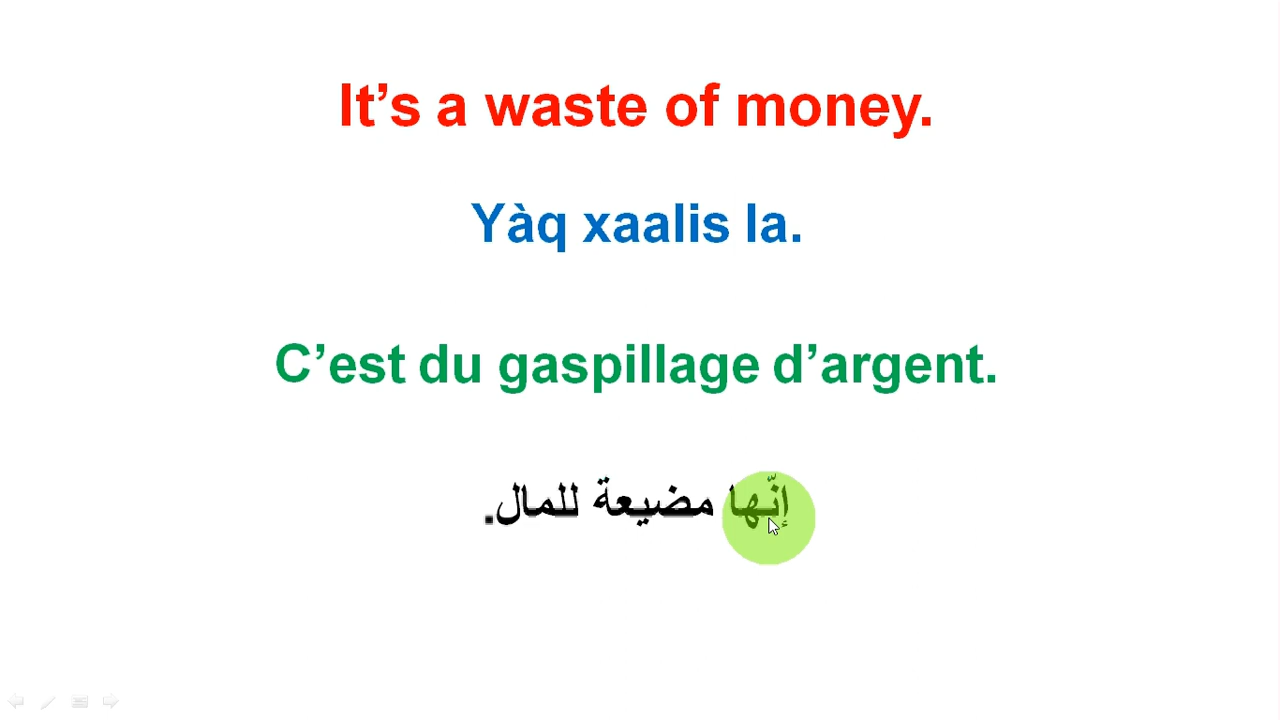 It’s a waste of money.
Yàq xaalis la.
C’est du gaspillage d’argent.
إنّها مضيعة للمال.